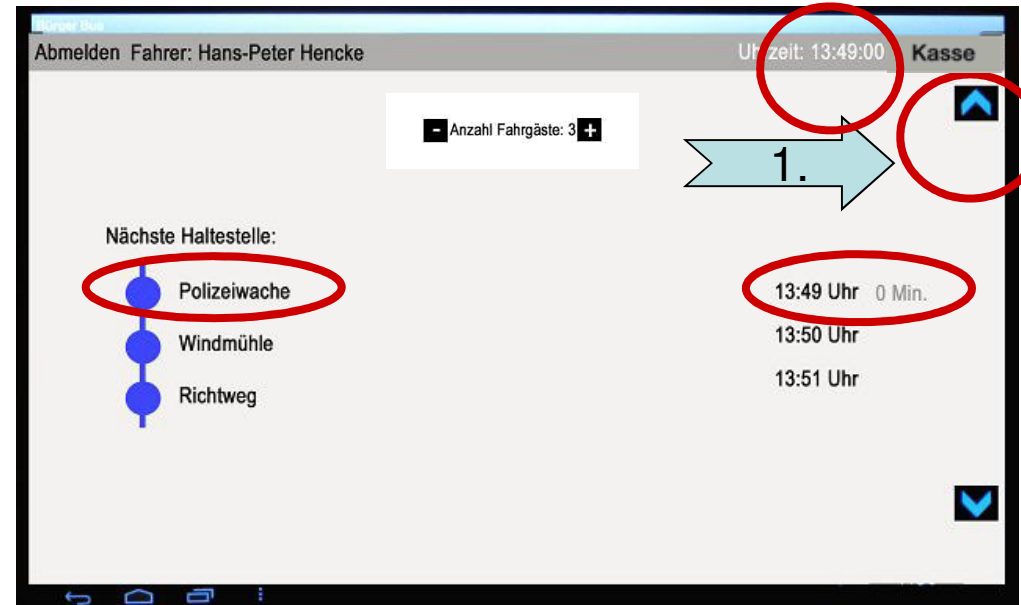 Bürger Bus
Abmelden Fahrer: Hans-Peter Hencke Uhrzeit: 13:49:00 Kasse
- Anzahl Fahrgäste: 3 +
1.
Nächste Haltestelle:
Polizeiwache 13:49 Uhr 0 Min.
Windmühle 13:50 Uhr
Richtweg 13:51 Uhr